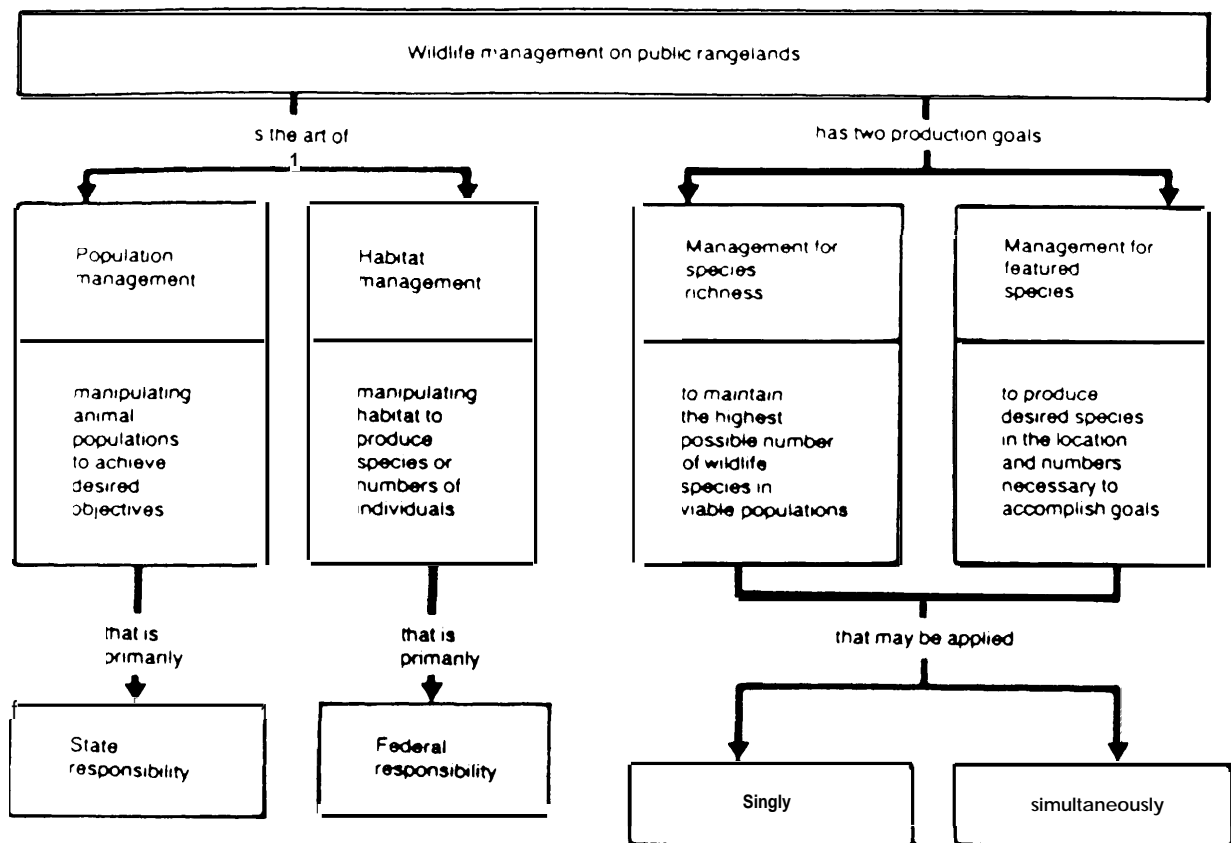 Wildlife management on public rangelands
s the art of
1
has two production goals
Population
management
Habitat
management
Management for
species
richness
Management for
featured
species
manipulating
animal
populations
to achieve
desired
objectives
manipulating
habitat to
produce
species or
numbers of
individuals
to maintain
the highest
possible number
of wildlife
species in
viable populations
to produce
desired species
in the location
and numbers
necessary to
accomplish goals
that is
primarily
that is
primarily
that may be applied
State
responsibility
Federal
responsibility
Singly
simultaneously